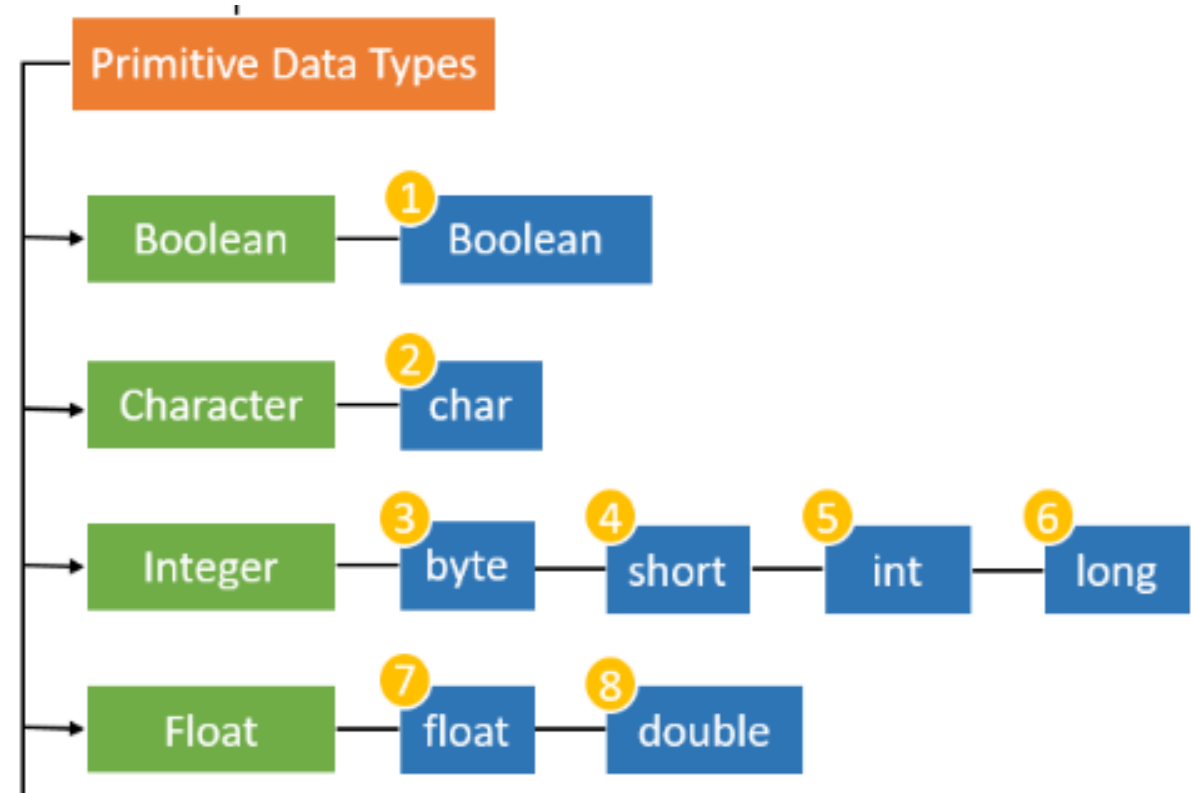 Primitive Data Types
1
Boolean
Boolean
2
Character
char
3
4
5
6
Integer
byte
short
int
long
7
8
Float
float
double